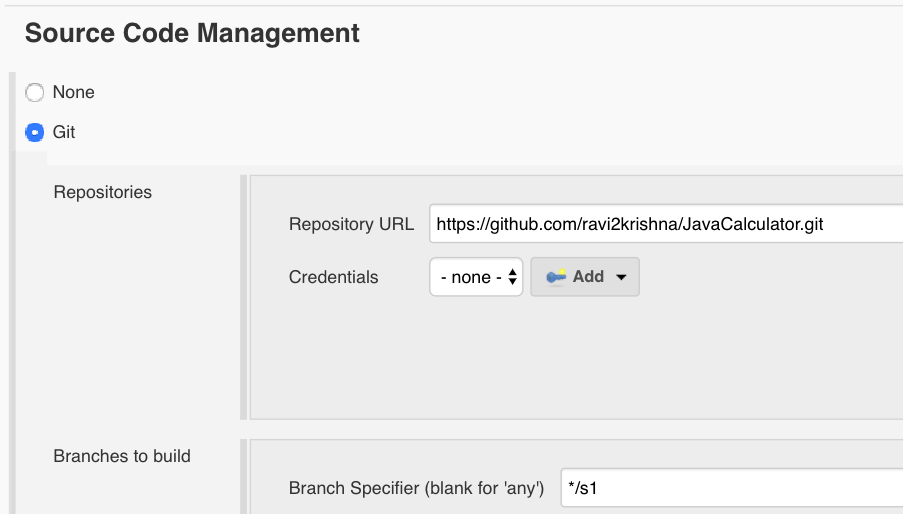 Source Code Management
None
Git
Repositories
Repository URL https://github.com/ravi2krishna/JavaCalculator.git
Credentials - none - Add
Branches to build
Branch Specifier (blank for 'any') */s1